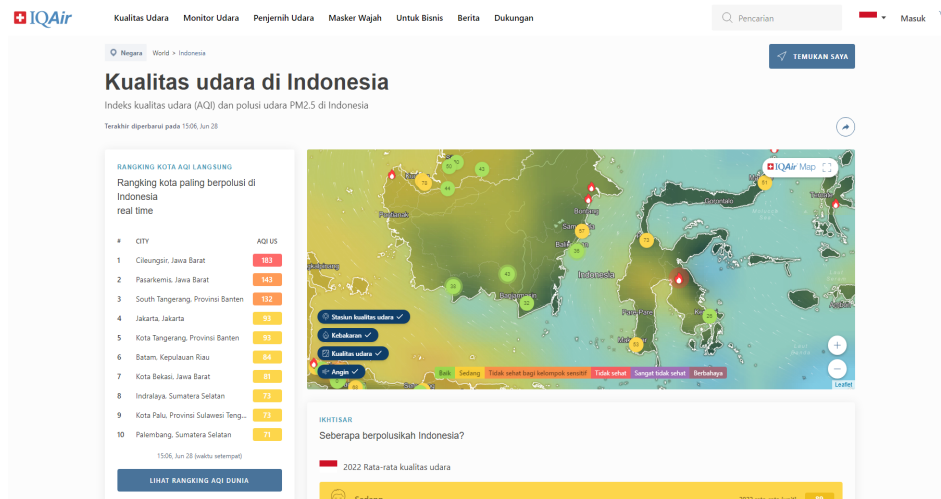 IQAir
Kualitas Udara Monitor Udara Penjernih Udara Masker Wajah Untuk Bisnis Berita Dukungan
Pencarian
Masuk
Negara World > Indonesia
TEMUKAN SAYA
Kualitas udara di Indonesia
Indeks kualitas udara (AQI) dan polusi udara PM2.5 di Indonesia
Terakhir diperbarui pada 15:06, Jun 28
RANGKING KOTA AQI LANGSUNG
Rangking kota paling berpolusi di
Indonesia
real time
# CITY AQI US
1 Cileungsir, Jawa Barat 183
2 Pasarkemis, Jawa Barat 143
3 South Tangerang, Provinsi Banten 132
4 Jakarta, Jakarta 93
5 Kota Tangerang, Provinsi Banten 93
6 Batam, Kepulauan Riau 84
7 Kota Bekasi, Jawa Barat 81
8 Indralaya, Sumatera Selatan 73
9 Kota Palu, Provinsi Sulawesi Teng... 73
10 Palembang, Sumatera Selatan 71
15:06, Jun 28 (waktu setempat)
LIHAT RANGKING AQI DUNIA
IQAir Map
Gorontalo
Bontang
Indonesia
Pare Pare
Stasiun kualitas udara
Kebakaran
Kualitas udara
Angin
Baik Sedang Tidak sehat bagi kelompok sensitif Tidak sehat Sangat tidak sehat Berbahaya
+
−
Leaflet
IKHTISAR
Seberapa berpolusikah Indonesia?
2022 Rata-rata kualitas udara